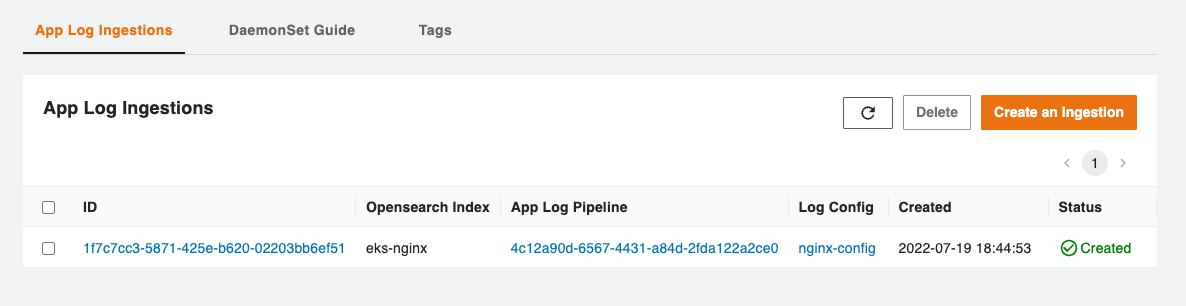 App Log Ingestions DaemonSet Guide Tags
App Log Ingestions
Delete Create an ingestion
1
ID Opensearch Index App Log Pipeline Log Config Created Status
1f7c7cc3-5871-425e-b620-02203bb6ef51 eks-nginx 4c12a90d-6567-4431-a84d-2fda122a2ce0 nginx-config 2022-07-19 18:44:53 Created